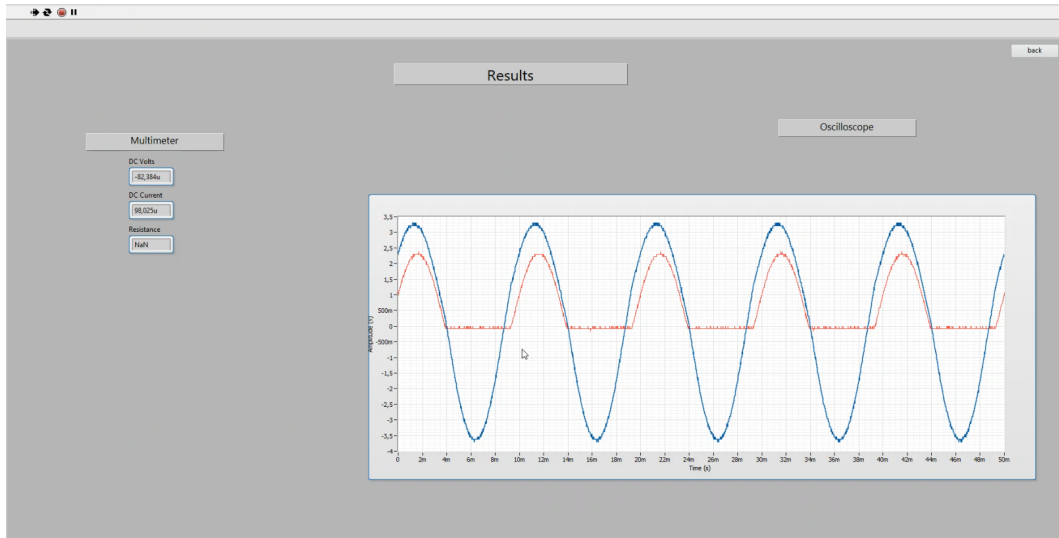 back
Results
Multimeter
Oscilloscope
DC Volts
-82,384u
DC Current
98,025u
Resistance
NaN
3,5
3
2,5
2
1,5
1
500m
0
-500m
-1
-1,5
-2
-2,5
-3
-3,5
-4
Amplitude (V)
0 2m 4m 6m 8m 10m 12m 14m 16m 18m 20m 22m 24m 26m 28m 30m 32m 34m 36m 38m 40m 42m 44m 46m 48m 50m
Time (s)